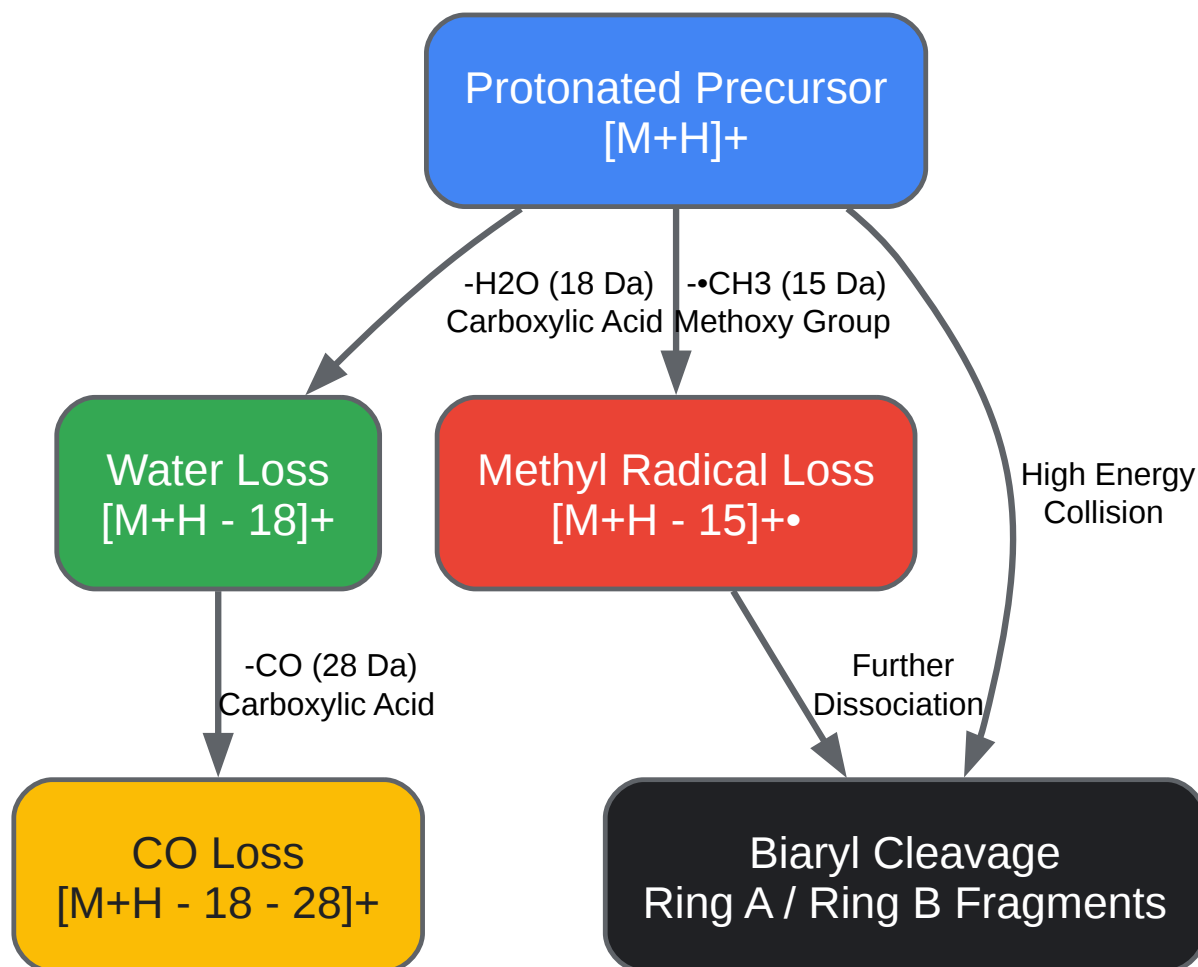 Protonated Precursor
[M+H]+
-H2O (18 Da)
Carboxylic Acid
-•CH3 (15 Da)
Methoxy Group
High Energy
Collision
Water Loss
[M+H - 18]+
Methyl Radical Loss
[M+H - 15]+•
-CO (28 Da)
Carboxylic Acid
Further
Dissociation
CO Loss
[M+H - 18 - 28]+
Biaryl Cleavage
Ring A / Ring B Fragments